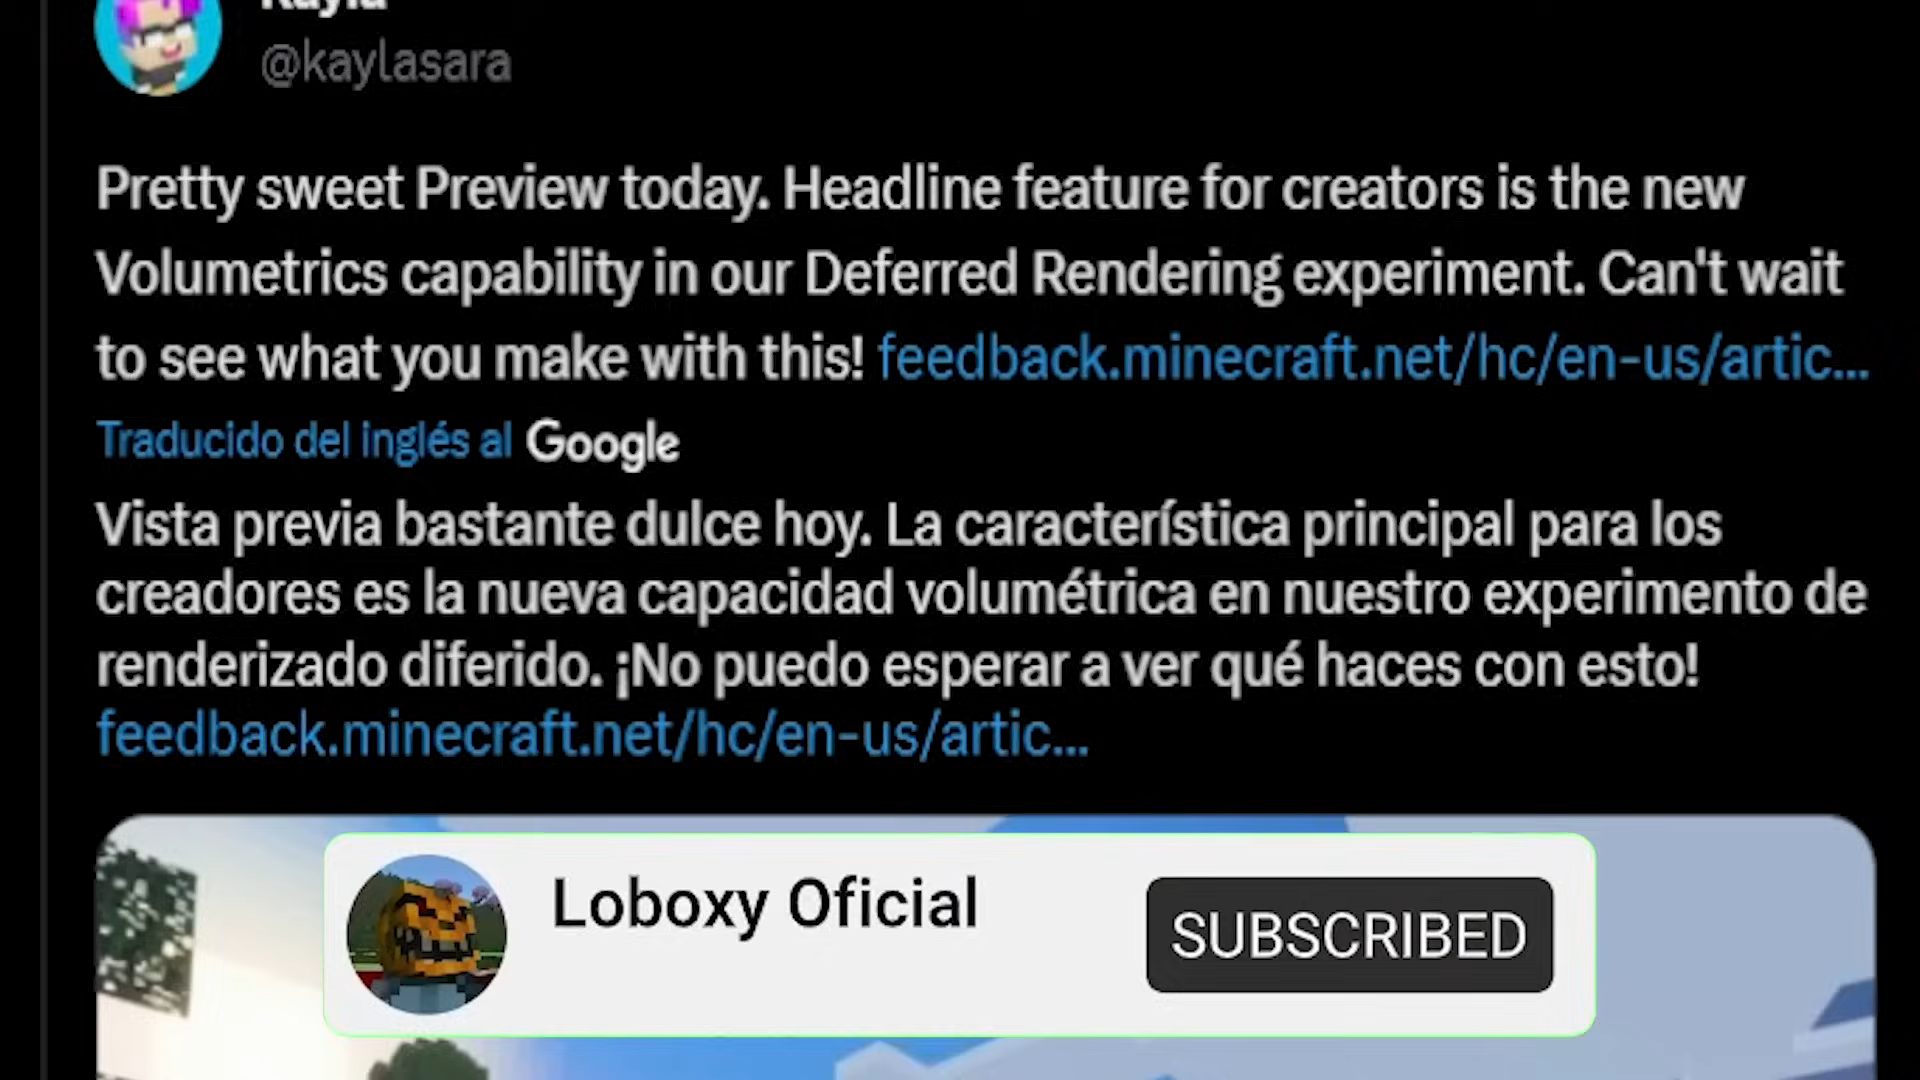 Kayla
@kaylasara
Pretty sweet Preview today. Headline feature for creators is the new
Volumetrics capability in our Deferred Rendering experiment. Can't wait
to see what you make with this! feedback.minecraft.net/hc/en-us/artic...
Traducido del inglés al Google
Vista previa bastante dulce hoy. La característica principal para los
creadores es la nueva capacidad volumétrica en nuestro experimento de
renderizado diferido. ¡No puedo esperar a ver qué haces con esto!
feedback.minecraft.net/hc/en-us/artic...
Loboxy Oficial
SUBSCRIBED